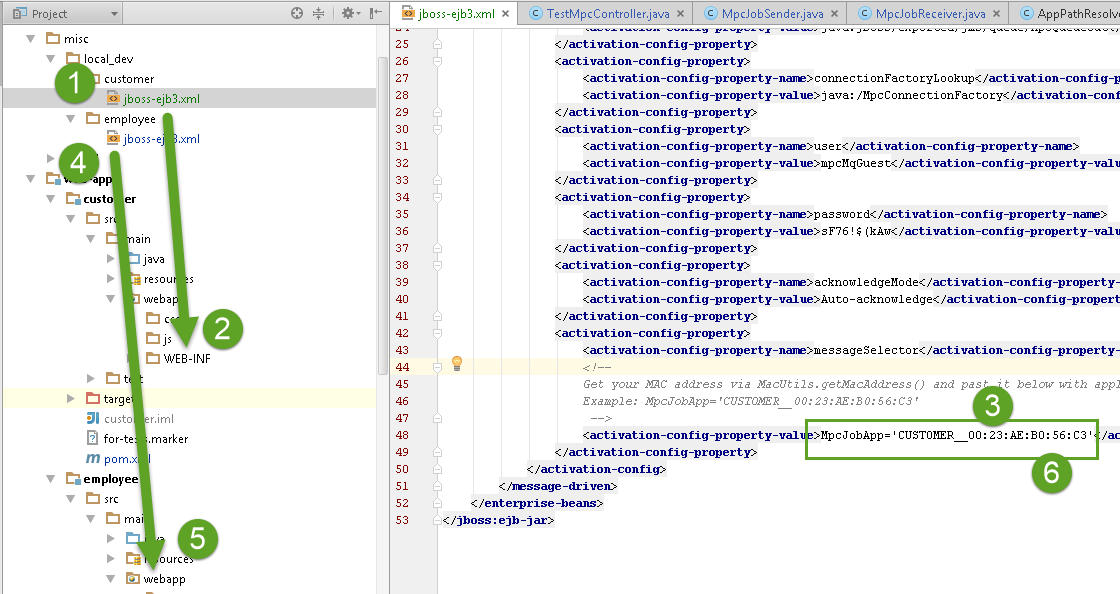 Project
misc
local_dev
1
customer
jboss-ejb3.xml
employee
jboss-ejb3.xml
4
customer
src
main
java
resources
webapp
js
2
WEB-INF
target
customer.iml
for-tests.marker
pom.xml
employee
src
main
java
5
resources
webapp
jboss-ejb3.xml
TestMpcController.java
MpcJobSender.java
MpcJobReceiver.java
AppPathResolv
25 </activation-config-property>
26 <activation-config-property>
27 <activation-config-property-name>connectionFactoryLookup</activation-config-p
28 <activation-config-property-value>java:/MpcConnectionFactory</activation-conf
29 </activation-config-property>
30 <activation-config-property>
31 <activation-config-property-name>user</activation-config-property-name>
32 <activation-config-property-value>mpcMqGuest</activation-config-property-valu
33 </activation-config-property>
34 <activation-config-property>
35 <activation-config-property-name>password</activation-config-property-name>
36 <activation-config-property-value>sF76!$(kAw</activation-config-property-valu
37 </activation-config-property>
38 <activation-config-property>
39 <activation-config-property-name>acknowledgeMode</activation-config-property-
40 <activation-config-property-value>Auto-acknowledge</activation-config-propert
41 </activation-config-property>
42 <activation-config-property>
43 <activation-config-property-name>messageSelector</activation-config-property-
44 <!--
45 Get your MAC address via MacUtils.getMacAddress() and past it below with appl
46 Example: MpcJobApp='CUSTOMER__00:23:AE:B0:56:C3'
3
47 -->
48 <activation-config-property-value>MpcJobApp='CUSTOMER__00:23:AE:B0:56:C3'</ac
49 </activation-config-property>
6
50 </activation-config>
51 </message-driven>
52 </enterprise-beans>
53 </jboss:ejb-jar>